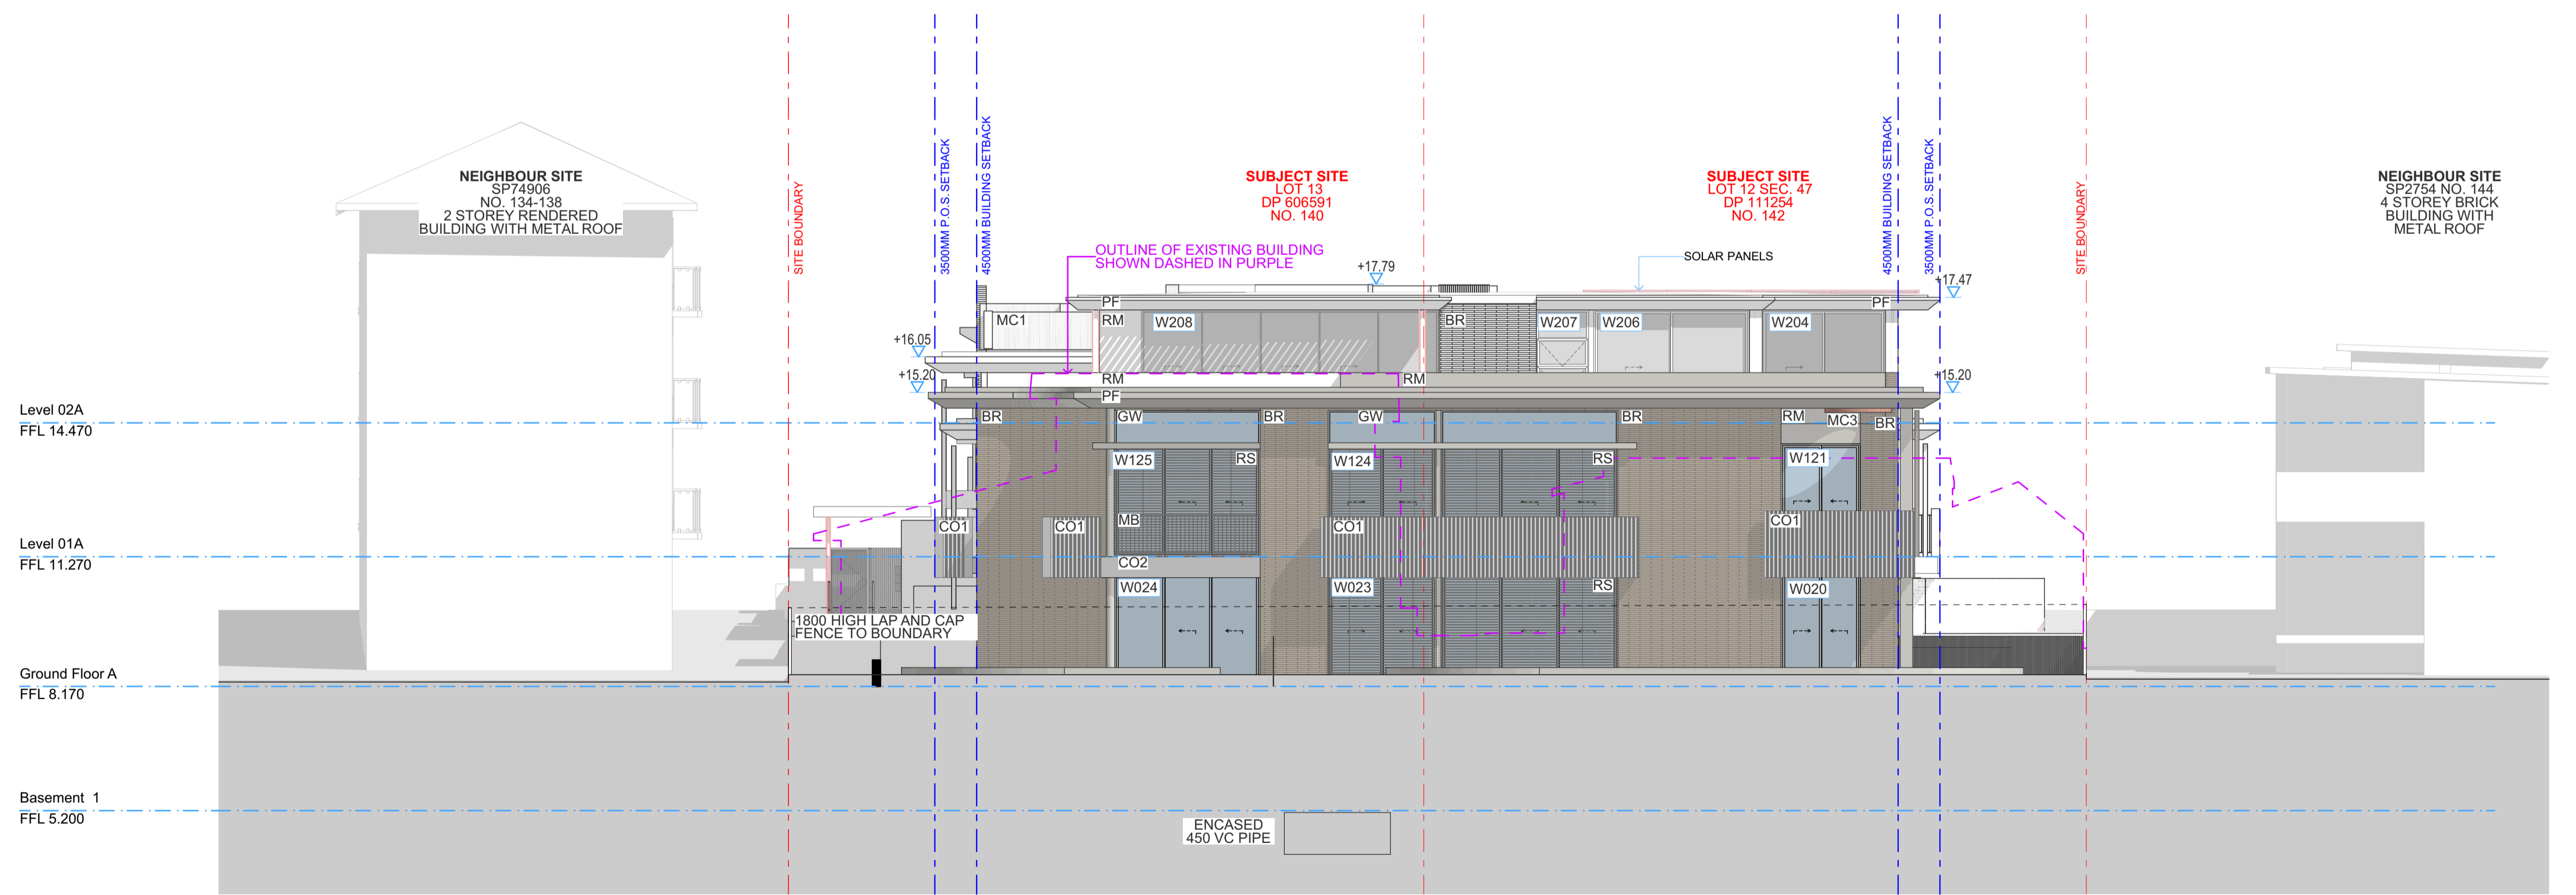 NEIGHBOUR SITE
SP74906
NO. 134-138
2 STOREY RENDERED
BUILDING WITH METAL ROOF
SITE BOUNDARY
3500MM P.O.S. SETBACK
4500MM BUILDING SETBACK
SUBJECT SITE
LOT 13
DP 606591
NO. 140
SUBJECT SITE
LOT 12 SEC. 47
DP 111254
NO. 142
4500MM BUILDING SETBACK
3500MM P.O.S. SETBACK
SITE BOUNDARY
NEIGHBOUR SITE
SP2754 NO. 144
4 STOREY BRICK
BUILDING WITH
METAL ROOF
OUTLINE OF EXISTING BUILDING
SHOWN DASHED IN PURPLE
SOLAR PANELS
+17.79
+17.47
PF
PF
MC1
RM
W208
BR
W207
W206
W204
+16.05
+15.20
RM
RM
+15.20
PF
Level 02A
FFL 14.470
BR
GW
BR
GW
BR
RM
MC3
BR
W125
RS
W124
RS
W121
CO1
CO1
MB
CO1
CO1
Level 01A
FFL 11.270
CO2
W024
W023
RS
W020
1800 HIGH LAP AND CAP
FENCE TO BOUNDARY
Ground Floor A
FFL 8.170
Basement 1
FFL 5.200
ENCASED
450 VC PIPE